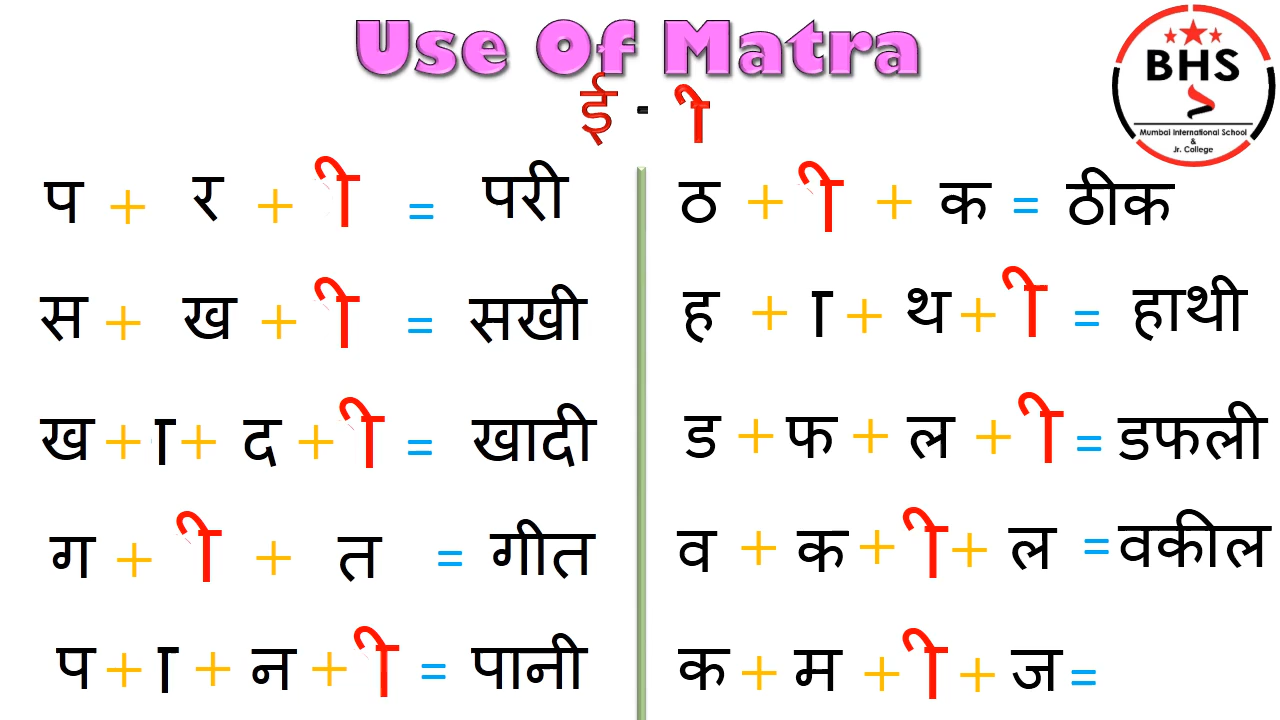 Use Of Matra
ई - ी
BHS
Mumbai International School
&
Jr. College
प + र + ी = परी
स + ख + ी = सखी
ख + ा + द + ी = खादी
ग + ी + त = गीत
प + ा + न + ी = पानी
ठ + ी + क = ठीक
ह + ा + थ + ी = हाथी
ड + फ + ल + ी = डफली
व + क + ी + ल = वकील
क + म + ी + ज =